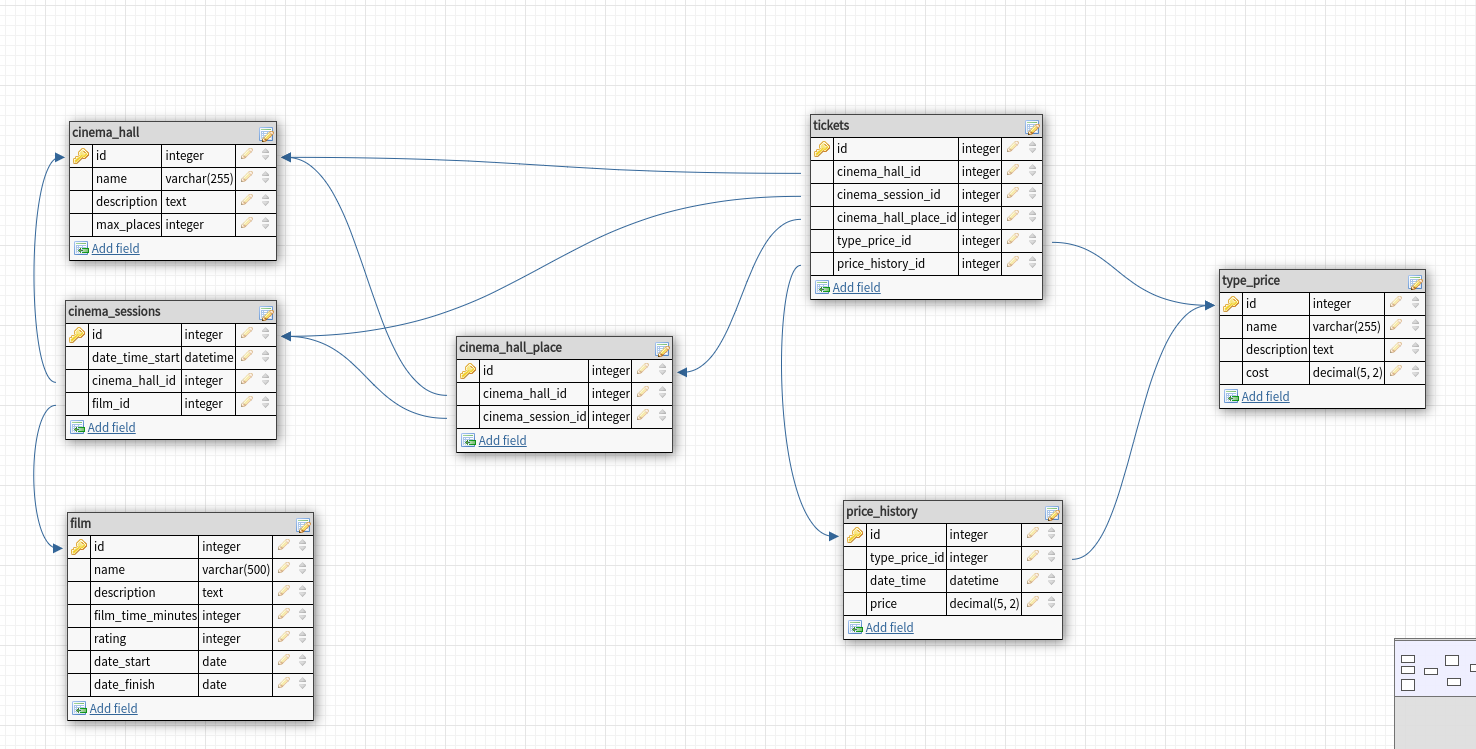 cinema_hall
id integer
name varchar(255)
description text
max_places integer
Add field
cinema_sessions
id integer
date_time_start datetime
cinema_hall_id integer
film_id integer
Add field
film
id integer
name varchar(500)
description text
film_time_minutes integer
rating integer
date_start date
date_finish date
Add field
cinema_hall_place
id integer
cinema_hall_id integer
cinema_session_id integer
Add field
tickets
id integer
cinema_hall_id integer
cinema_session_id integer
cinema_hall_place_id integer
type_price_id integer
price_history_id integer
Add field
price_history
id integer
type_price_id integer
date_time datetime
price decimal(5, 2)
Add field
type_price
id integer
name varchar(255)
description text
cost decimal(5, 2)
Add field